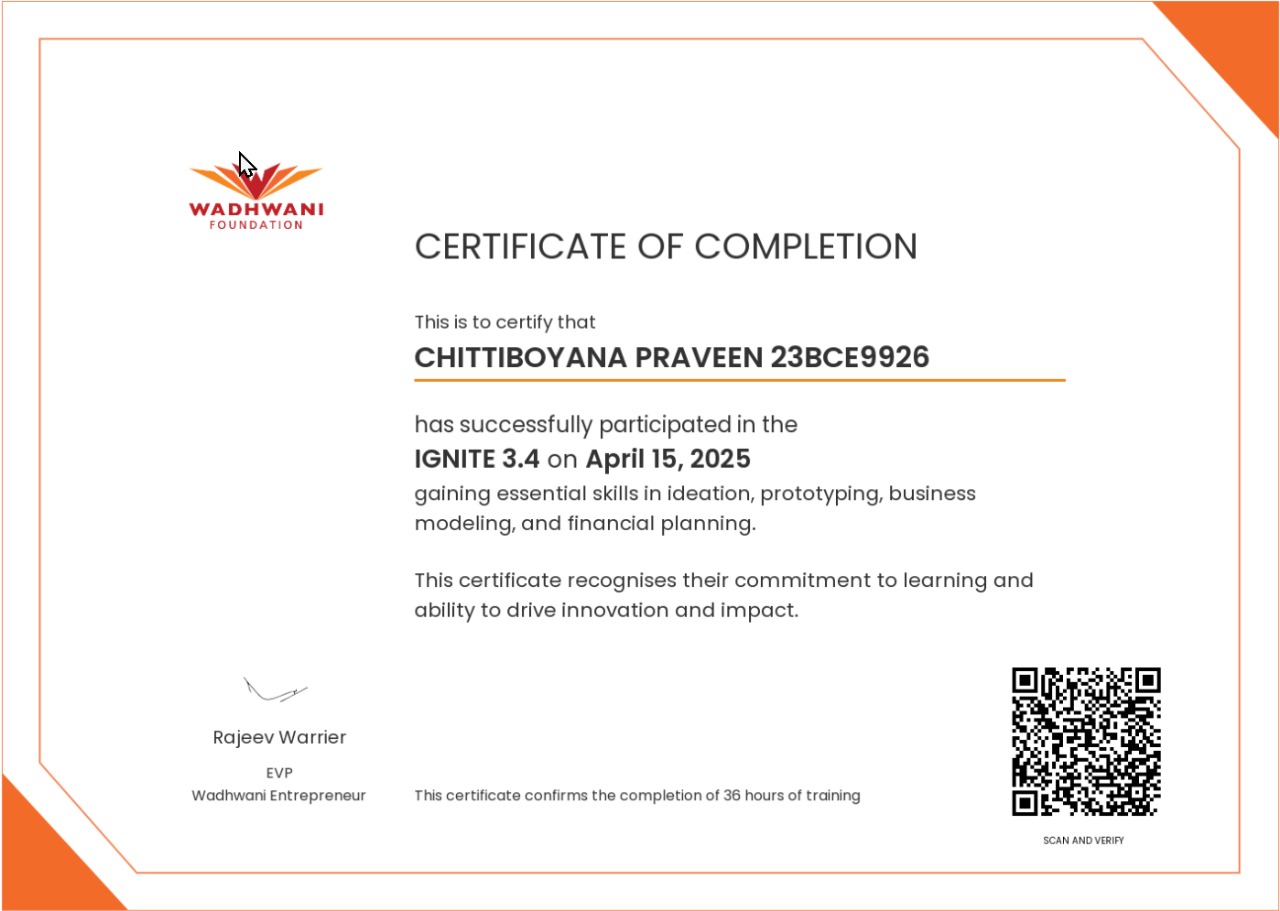 WADHWANI
FOUNDATION
CERTIFICATE OF COMPLETION
This is to certify that
CHITTIBOYANA PRAVEEN 23BCE9926
has successfully participated in the
IGNITE 3.4 on April 15, 2025
gaining essential skills in ideation, prototyping, business
modeling, and financial planning.
This certificate recognises their commitment to learning and
ability to drive innovation and impact.
Rajeev Warrier
EVP
Wadhwani Entrepreneur
This certificate confirms the completion of 36 hours of training
SCAN AND VERIFY